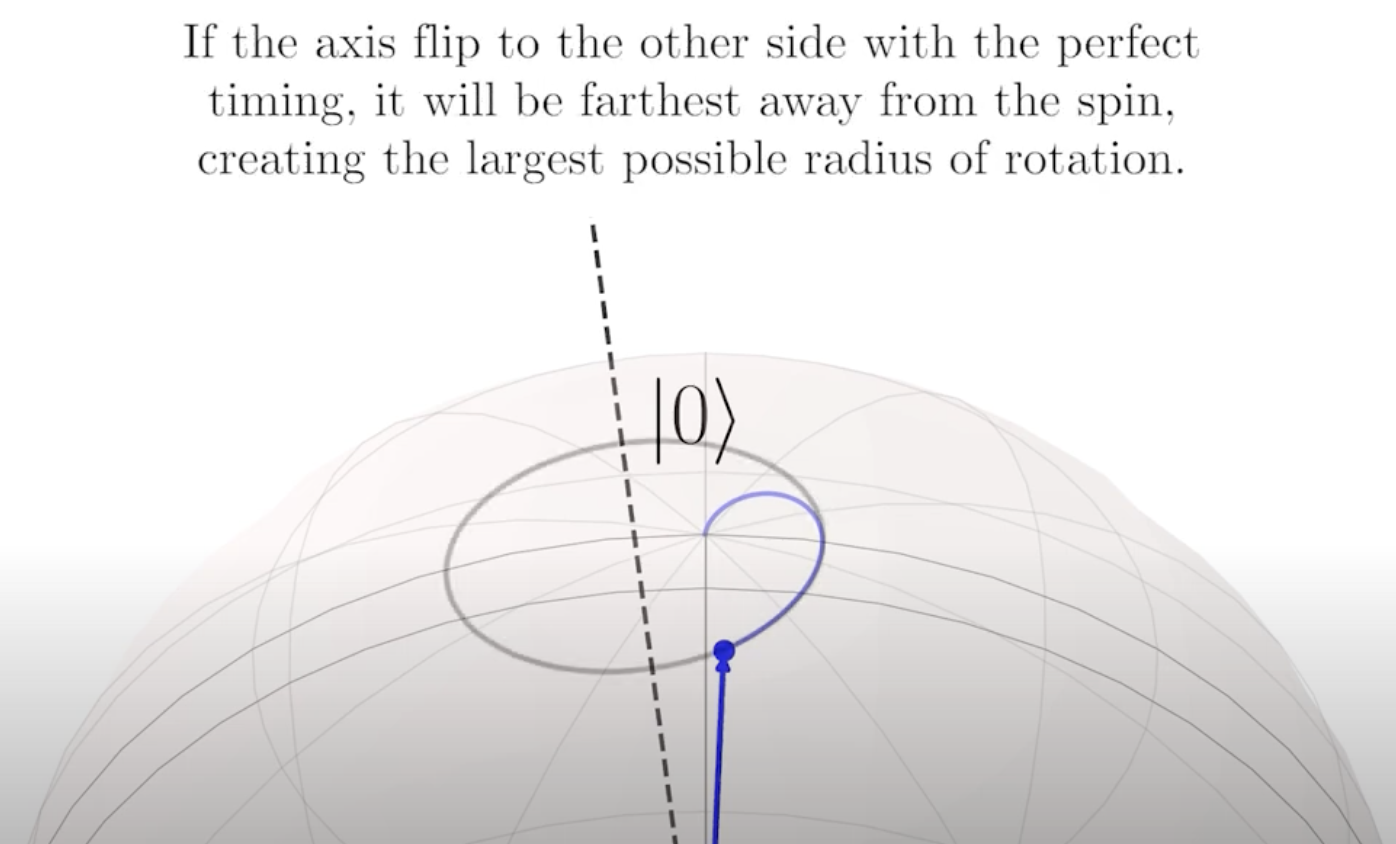 If the axis flip to the other side with the perfect
timing, it will be farthest away from the spin,
creating the largest possible radius of rotation.
|0⟩